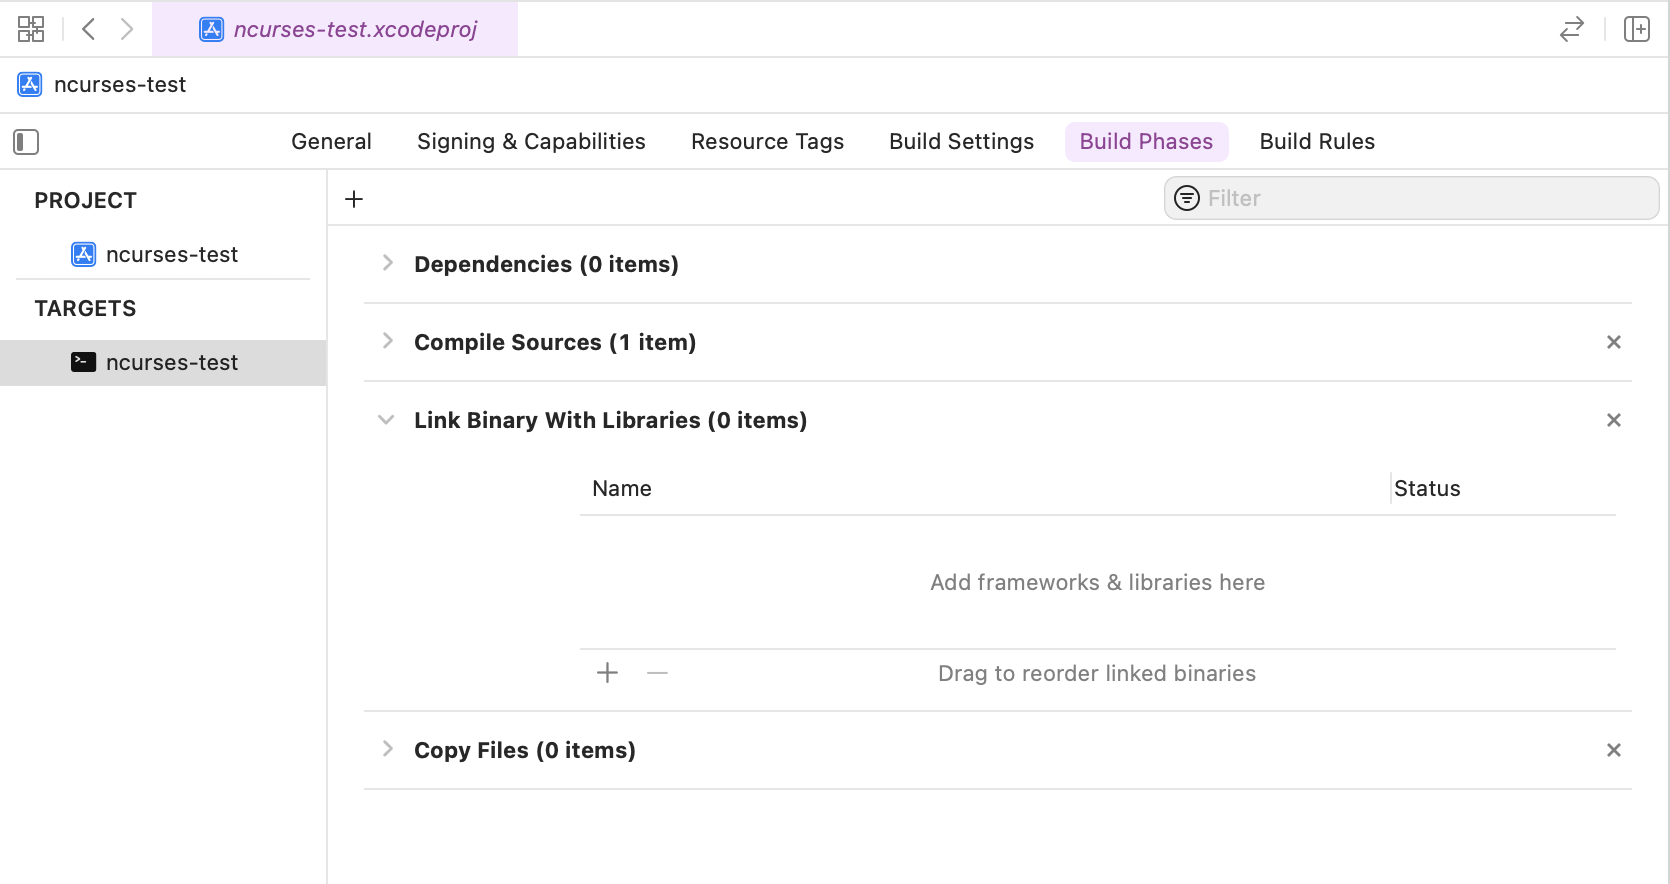 ncurses-test.xcodeproj
ncurses-test
General Signing & Capabilities Resource Tags Build Settings Build Phases Build Rules
PROJECT
ncurses-test
TARGETS
ncurses-test
Filter
Dependencies (0 items)
Compile Sources (1 item)
Link Binary With Libraries (0 items)
Name Status
Add frameworks & libraries here
Drag to reorder linked binaries
Copy Files (0 items)